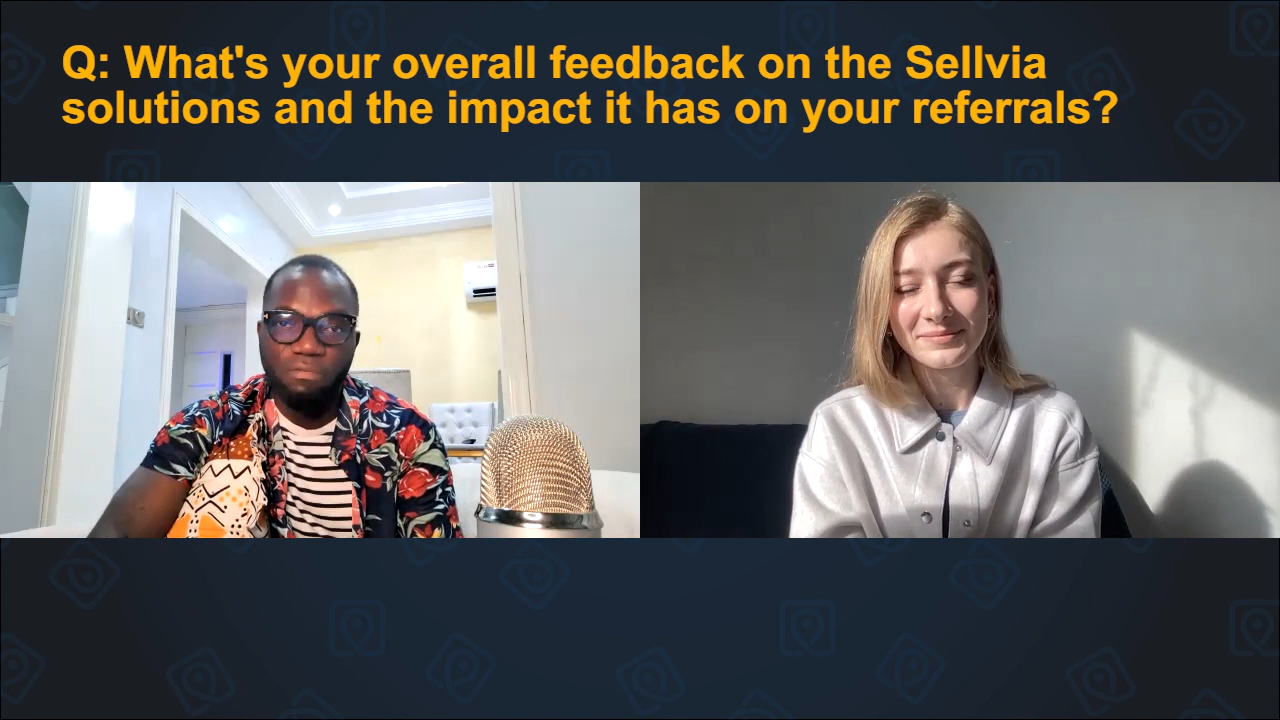 Q: What's your overall feedback on the Sellvia
solutions and the impact it has on your referrals?